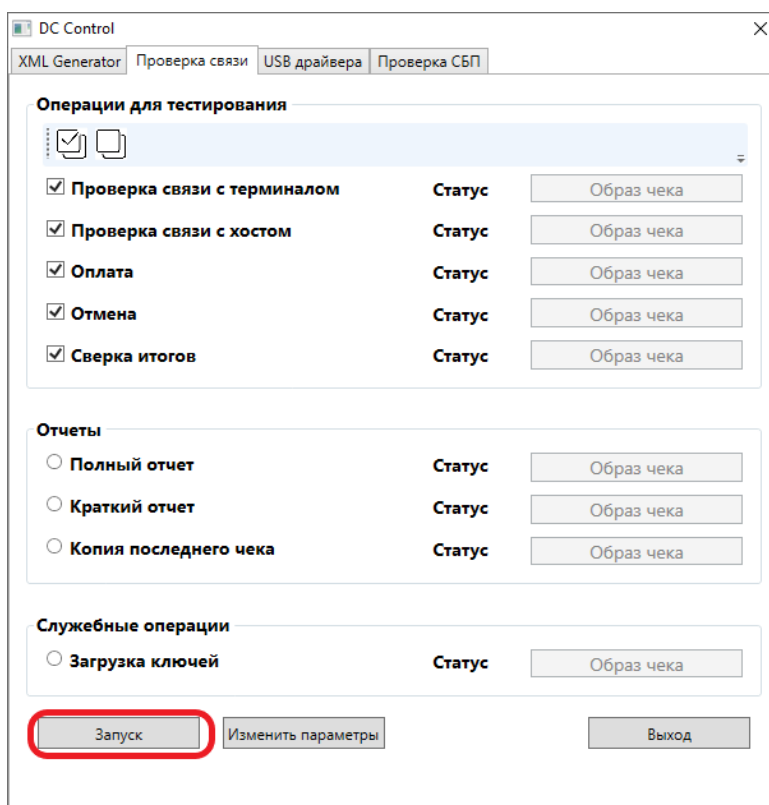 DC Control
XML Generator Проверка связи USB драйвера Проверка СБП
Операции для тестирования
Проверка связи с терминалом Статус Образ чека
Проверка связи с хостом Статус Образ чека
Оплата Статус Образ чека
Отмена Статус Образ чека
Сверка итогов Статус Образ чека
Отчеты
Полный отчет Статус Образ чека
Краткий отчет Статус Образ чека
Копия последнего чека Статус Образ чека
Служебные операции
Загрузка ключей Статус Образ чека
Запуск Изменить параметры Выход